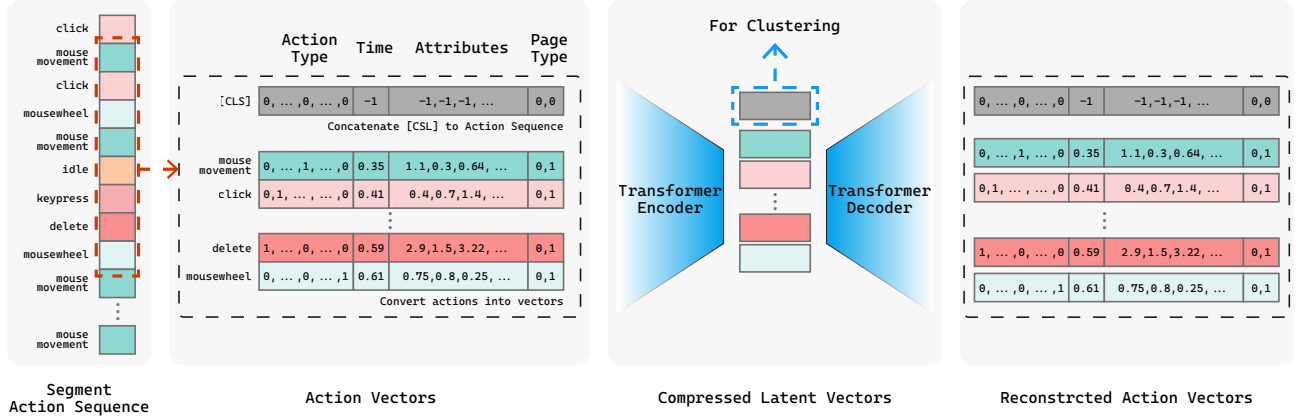 click
mouse
movement
click
mousewheel
mouse
movement
idle
keypress
delete
mousewheel
mouse
movement
mouse
movement
Segment
Action Sequence
Action
Type
Time
Attributes
Page
Type
[CLS]
0, ...,0, ...,0
-1
-1,-1,-1, ...
0,0
Concatenate [CSL] to Action Sequence
mouse
movement
0, ...,1, ...,0
0.35
1.1,0.3,0.64, ...
0,1
click
0,1, ..., ...,0
0.41
0.4,0.7,1.4, ...
0,1
delete
1, ...,0, ...,0
0.59
2.9,1.5,3.22, ...
0,1
mousewheel
0, ...,0, ...,1
0.61
0.75,0.8,0.25, ...
0,1
Convert actions into vectors
Action Vectors
For Clustering
Transformer
Encoder
Transformer
Decoder
Compressed Latent Vectors
0, ...,0, ...,0
-1
-1,-1,-1, ...
0,0
0, ...,1, ...,0
0.35
1.1,0.3,0.64, ...
0,1
0,1, ..., ...,0
0.41
0.4,0.7,1.4, ...
0,1
1, ...,0, ...,0
0.59
2.9,1.5,3.22, ...
0,1
0, ...,0, ...,1
0.61
0.75,0.8,0.25, ...
0,1
Reconstrcted Action Vectors